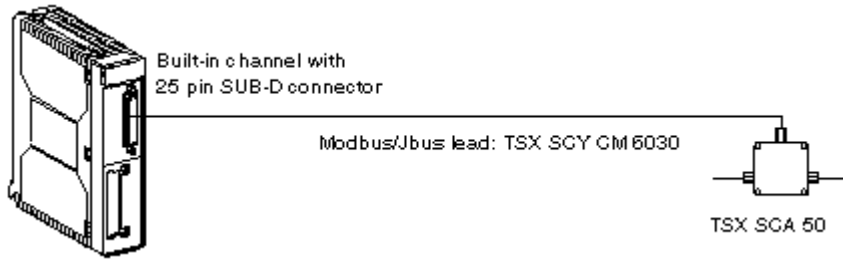 Built-in channel with
25 pin SUB-D connector
Modbus/Jbus lead: TSX SCY CM 6030
TSX SCA 50